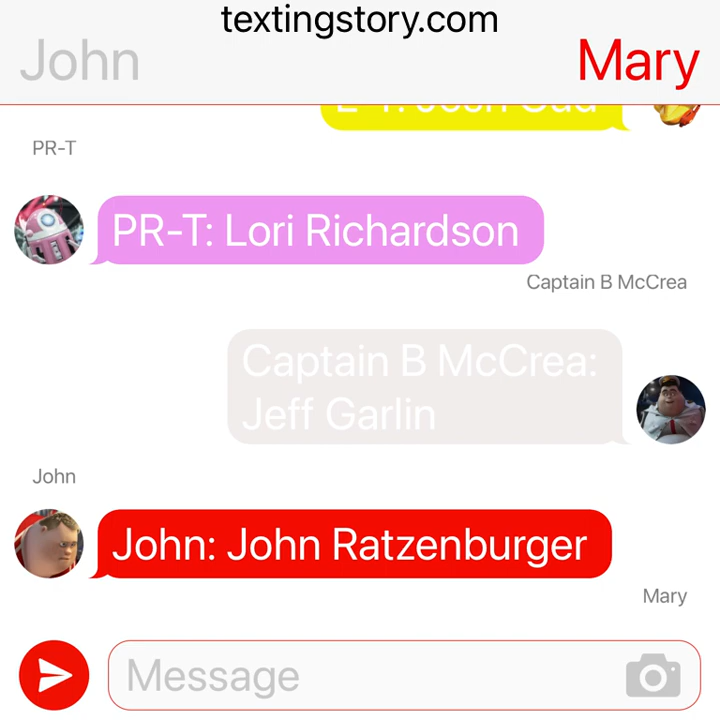 textingstory.com
John
Mary
PR-T
PR-T: Lori Richardson
Captain B McCrea
Captain B McCrea:
Jeff Garlin
John
John: John Ratzenburger
Mary
Message